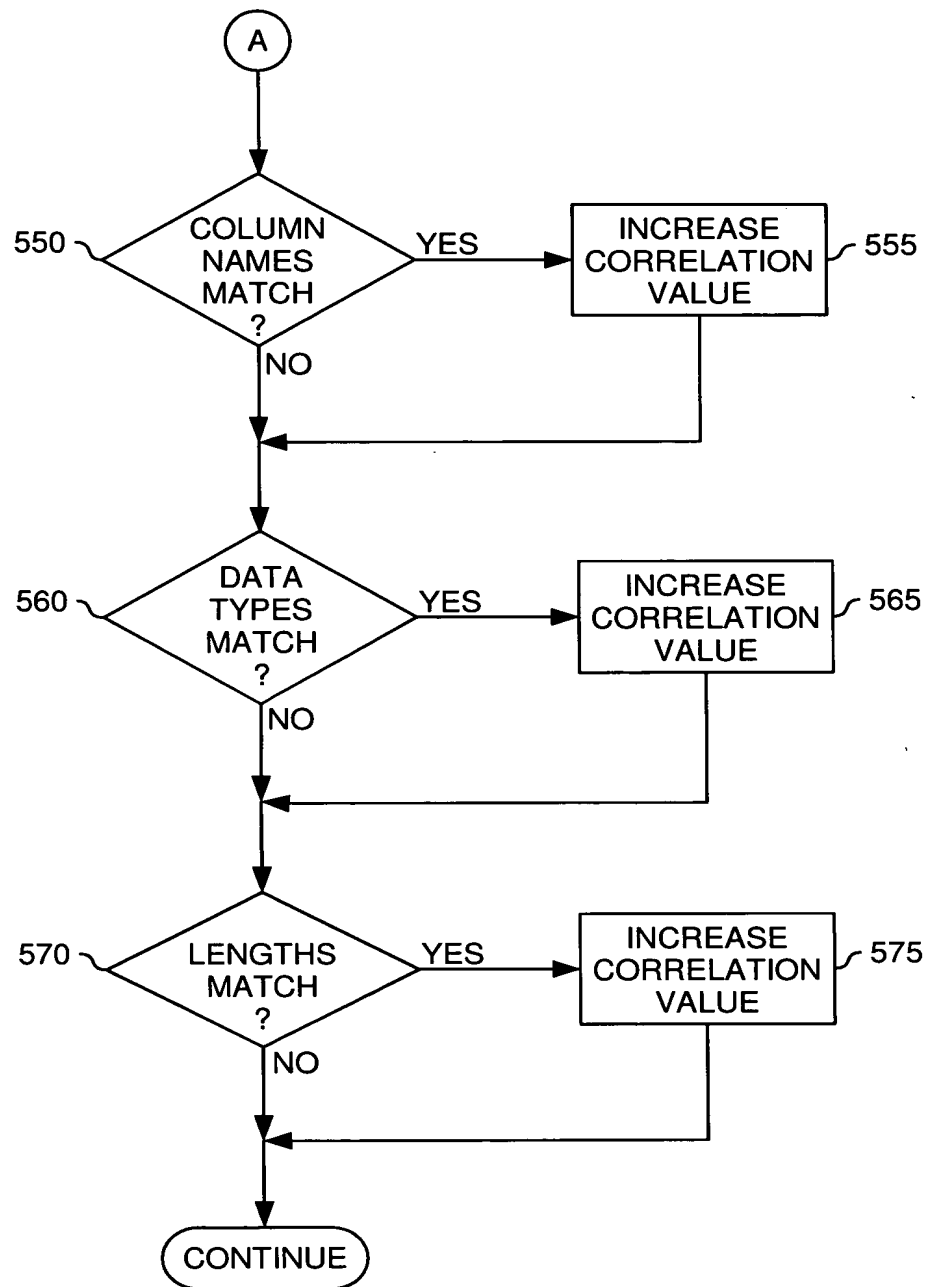 A
550
COLUMN
NAMES
MATCH
?
YES
INCREASE
CORRELATION
VALUE
555
NO
560
DATA
TYPES
MATCH
?
YES
INCREASE
CORRELATION
VALUE
565
NO
570
LENGTHS
MATCH
?
YES
INCREASE
CORRELATION
VALUE
575
NO
CONTINUE